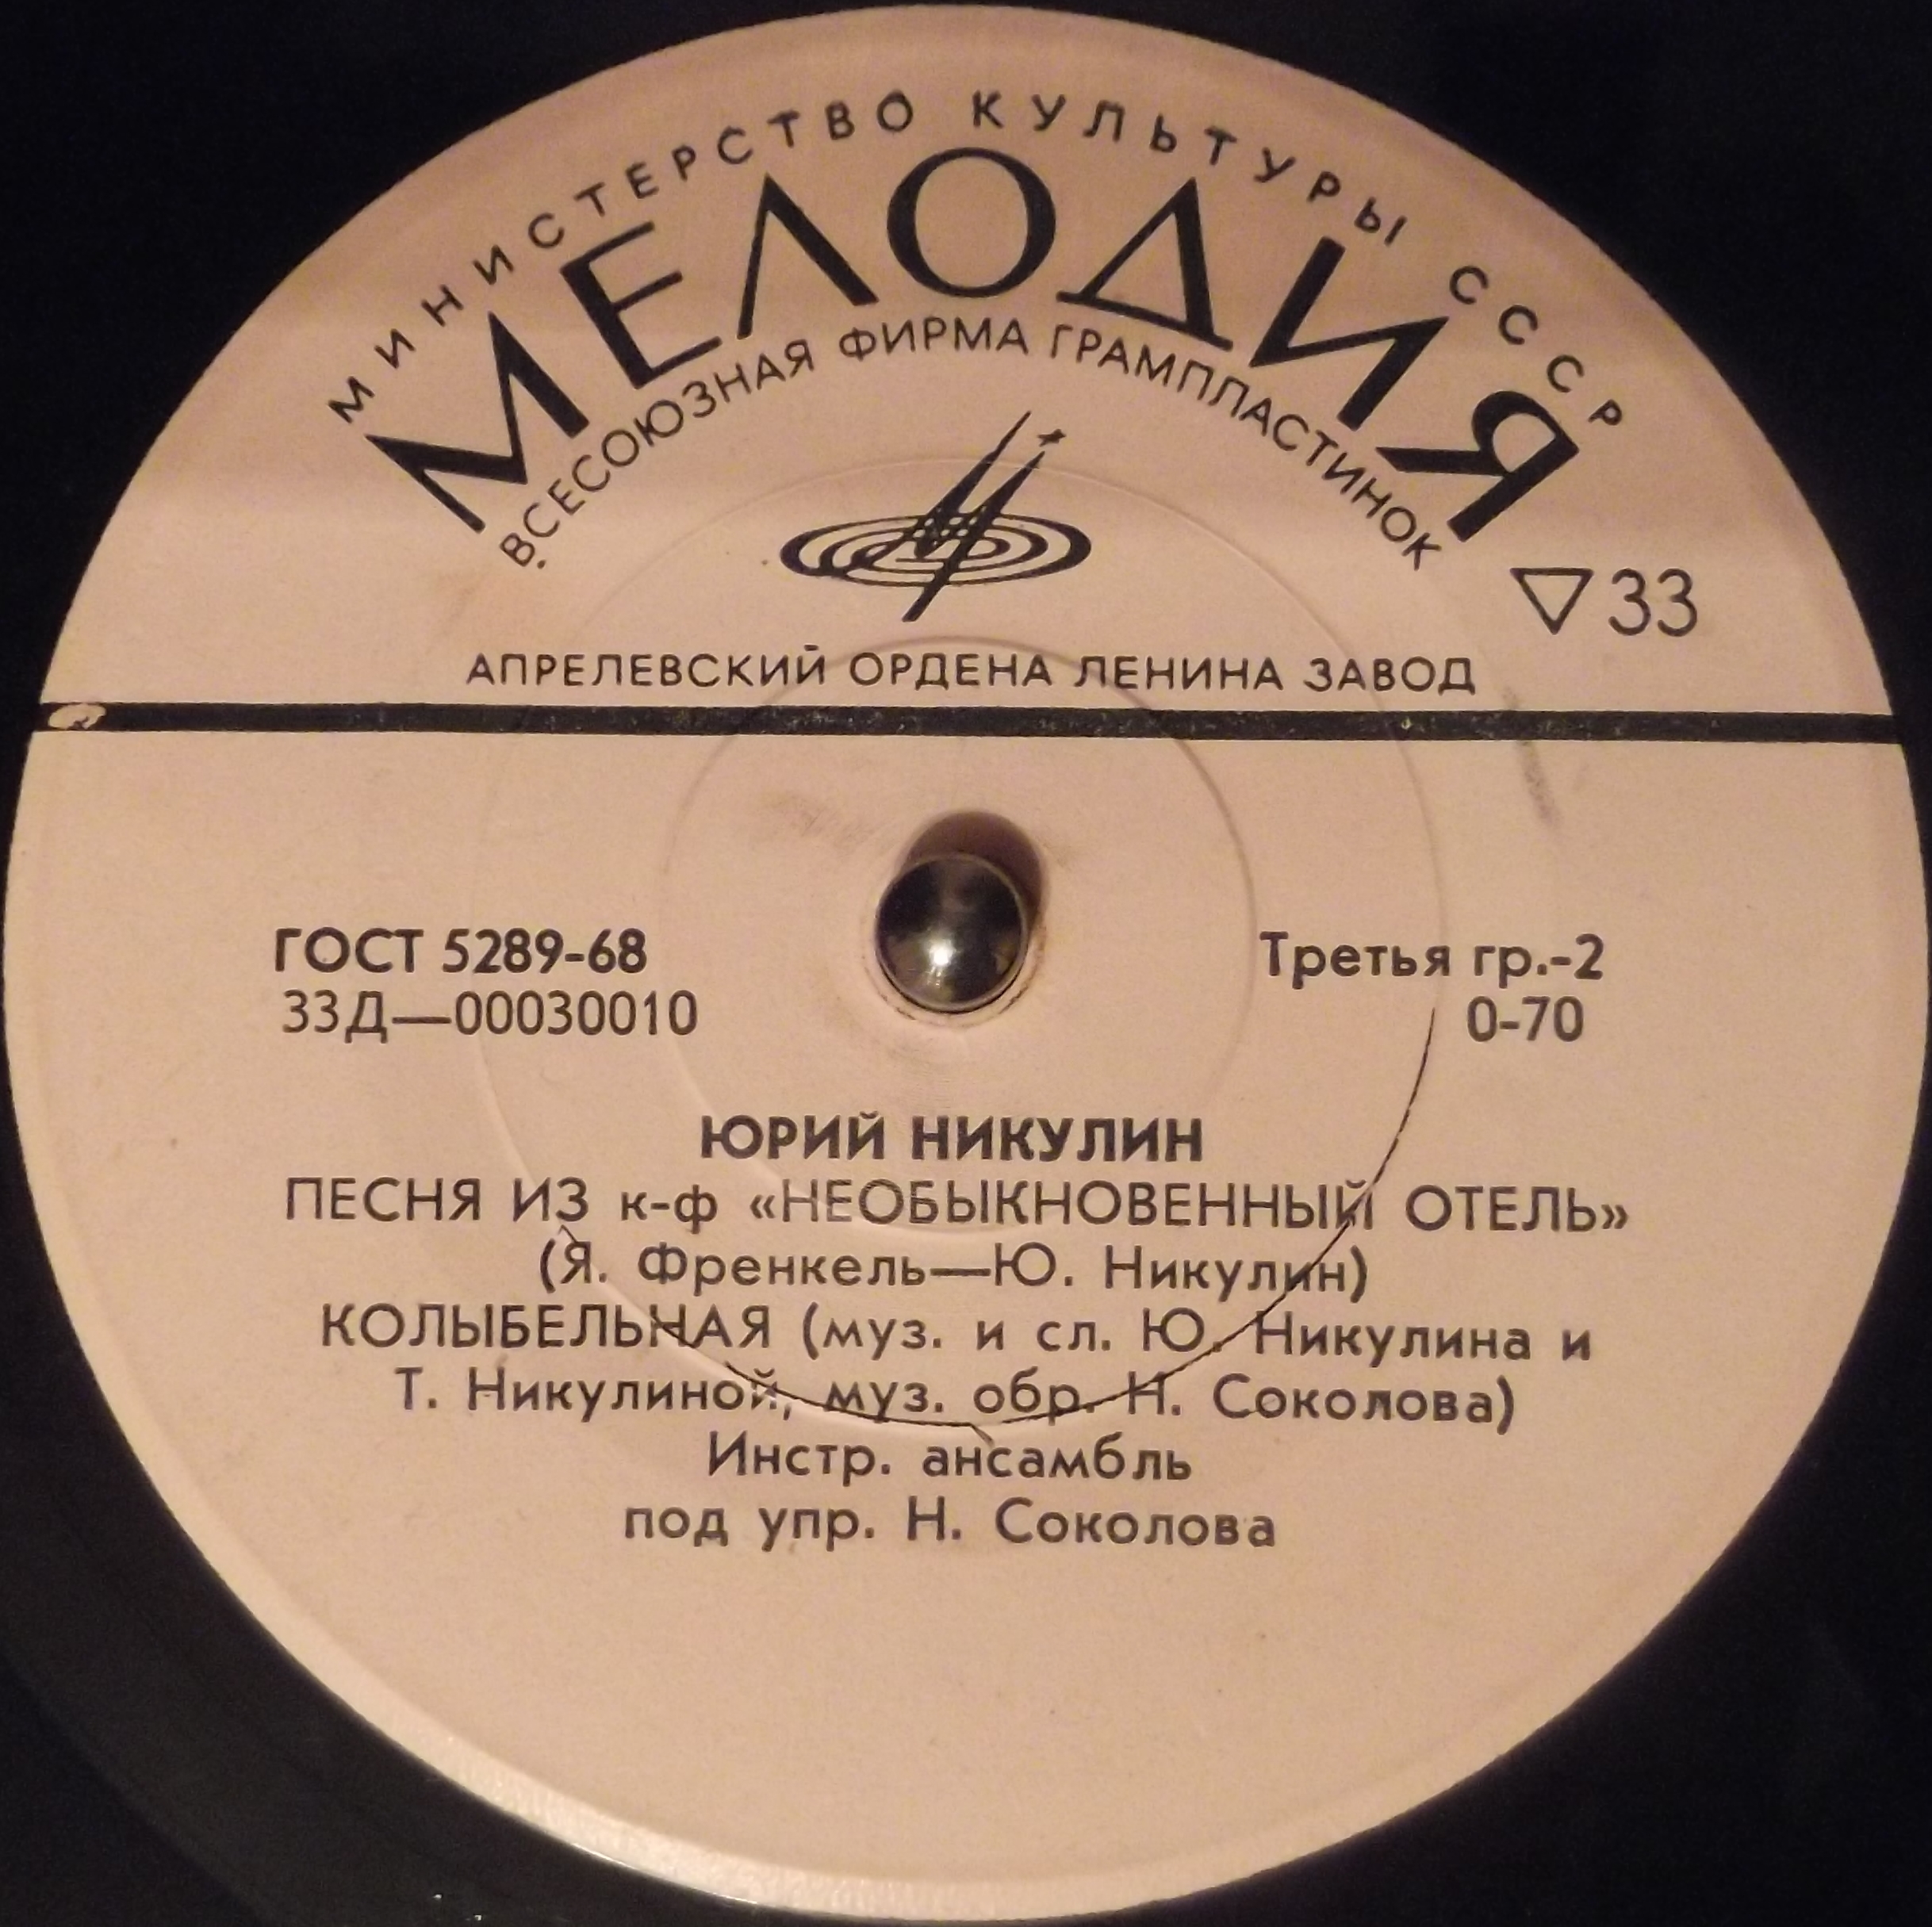 МИНИСТЕРСТВО КУЛЬТУРЫ СССР
МЕЛОДИЯ
ВСЕСОЮЗНАЯ ФИРМА ГРАМПЛАСТИНОК
▽33
АПРЕЛЕВСКИЙ ОРДЕНА ЛЕНИНА ЗАВОД
ГОСТ 5289-68
Третья гр.-2
33Д—00030010
0-70
ЮРИЙ НИКУЛИН
ПЕСНЯ ИЗ к-ф «НЕОБЫКНОВЕННЫЙ ОТЕЛЬ»
(Я. Френкель—Ю. Никулин)
КОЛЫБЕЛЬНАЯ (муз. и сл. Ю. Никулина и
Т. Никулиной, муз. обр. Н. Соколова)
Инстр. ансамбль
под упр. Н. Соколова